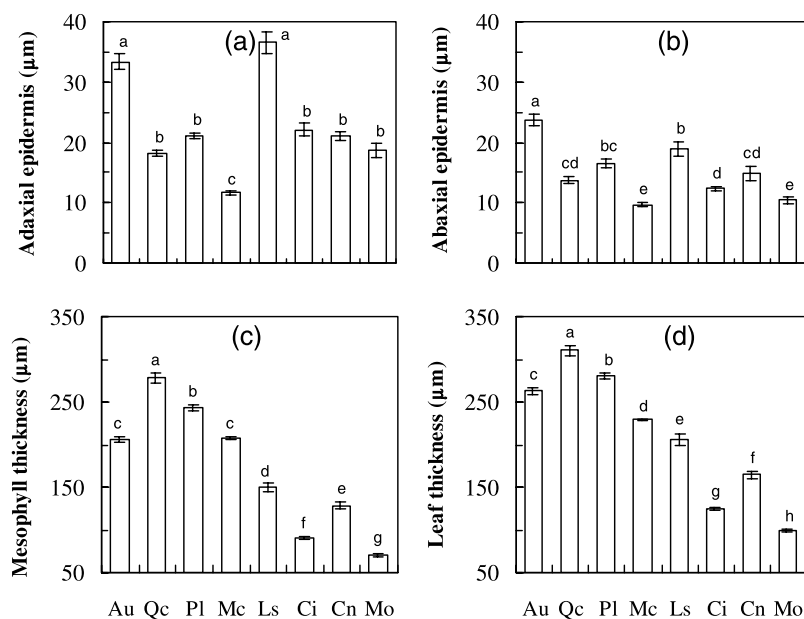 (a)
Adaxial epidermis (μm)
40
30
20
10
0
a
b
b
c
a
b
b
b
(b)
Abaxial epidermis (μm)
40
30
20
10
0
a
cd
bc
e
b
d
cd
e
(c)
Mesophyll thickness (μm)
350
250
150
50
c
a
b
c
d
f
e
g
Au Qc Pl Mc Ls Ci Cn Mo
(d)
Leaf thickness (μm)
350
250
150
50
c
a
b
d
e
g
f
h
Au Qc Pl Mc Ls Ci Cn Mo